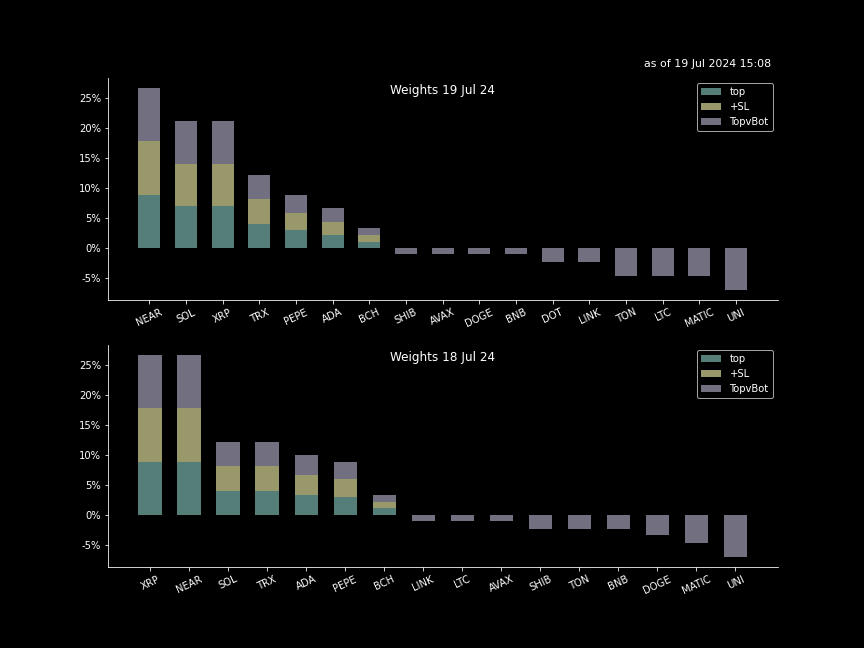 as of 19 Jul 2024 15:08
Weights 19 Jul 24
top
+SL
TopvBot
25%
20%
15%
10%
5%
0%
-5%
NEAR SOL XRP TRX PEPE ADA BCH SHIB AVAX DOGE BNB DOT LINK TON LTC MATIC UNI
Weights 18 Jul 24
top
+SL
TopvBot
25%
20%
15%
10%
5%
0%
-5%
XRP NEAR SOL TRX ADA PEPE BCH LINK LTC AVAX SHIB TON BNB DOGE MATIC UNI